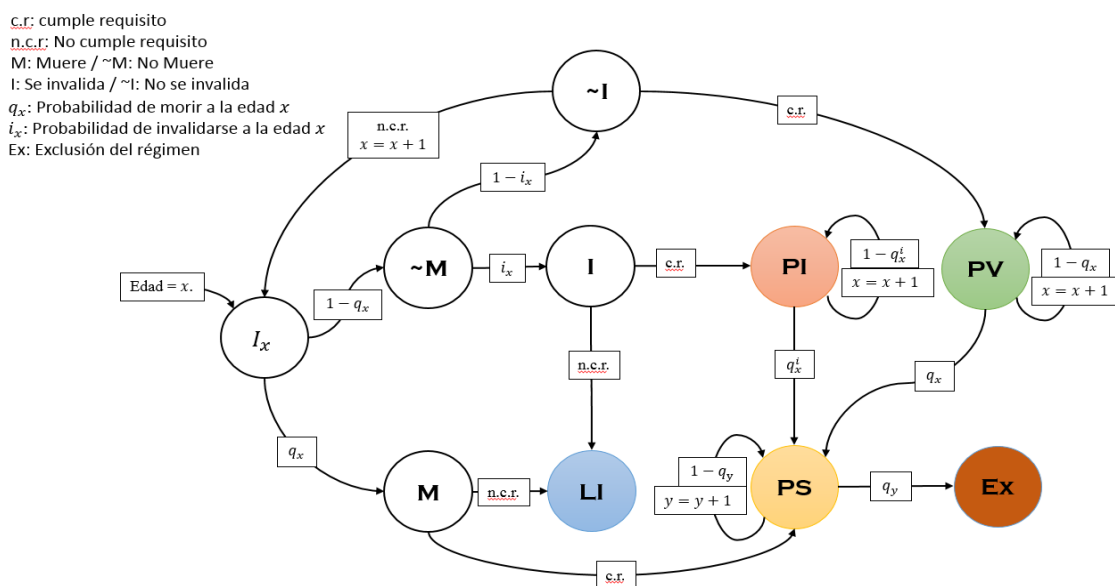 c.r: cumple requisito
n.c.r: No cumple requisito
M: Muere / ~M: No Muere
I: Se invalida / ~I: No se invalida
qₓ: Probabilidad de morir a la edad x
iₓ: Probabilidad de invalidarse a la edad x
Ex: Exclusión del régimen
~I
n.c.r.
x = x + 1
c.r.
1 − iₓ
~M
iₓ
I
c.r.
PI
1 − qₓⁱ
x = x + 1
PV
1 − qₓ
x = x + 1
Edad = x.
1 − qₓ
Iₓ
n.c.r.
qₓⁱ
qₓ
qₓ
M
n.c.r.
LI
1 − q_y
y = y + 1
PS
q_y
Ex
c.r.